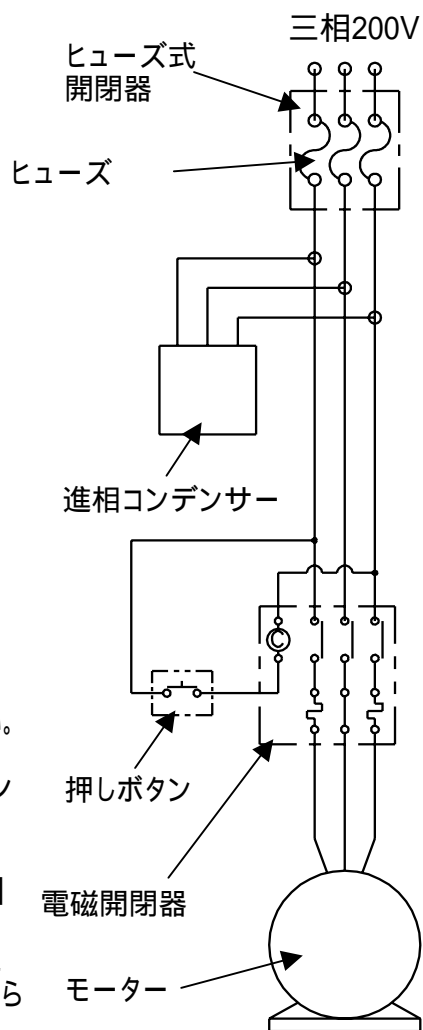 三相200V
ヒューズ式
開閉器
ヒューズ
進相コンデンサー
C
。
押しボタン
ン
電磁開閉器
モーター
ら